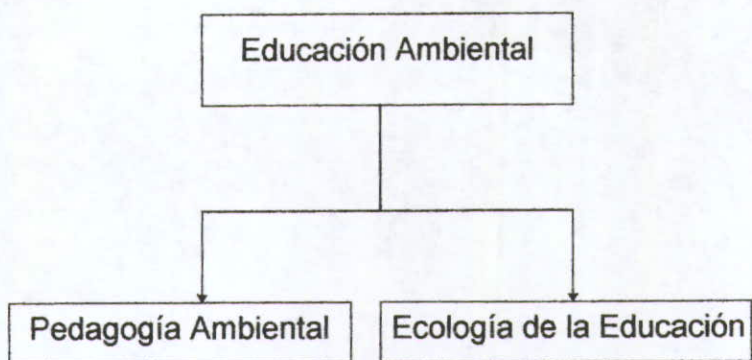 Educación Ambiental
Pedagogía Ambiental
Ecología de la Educación